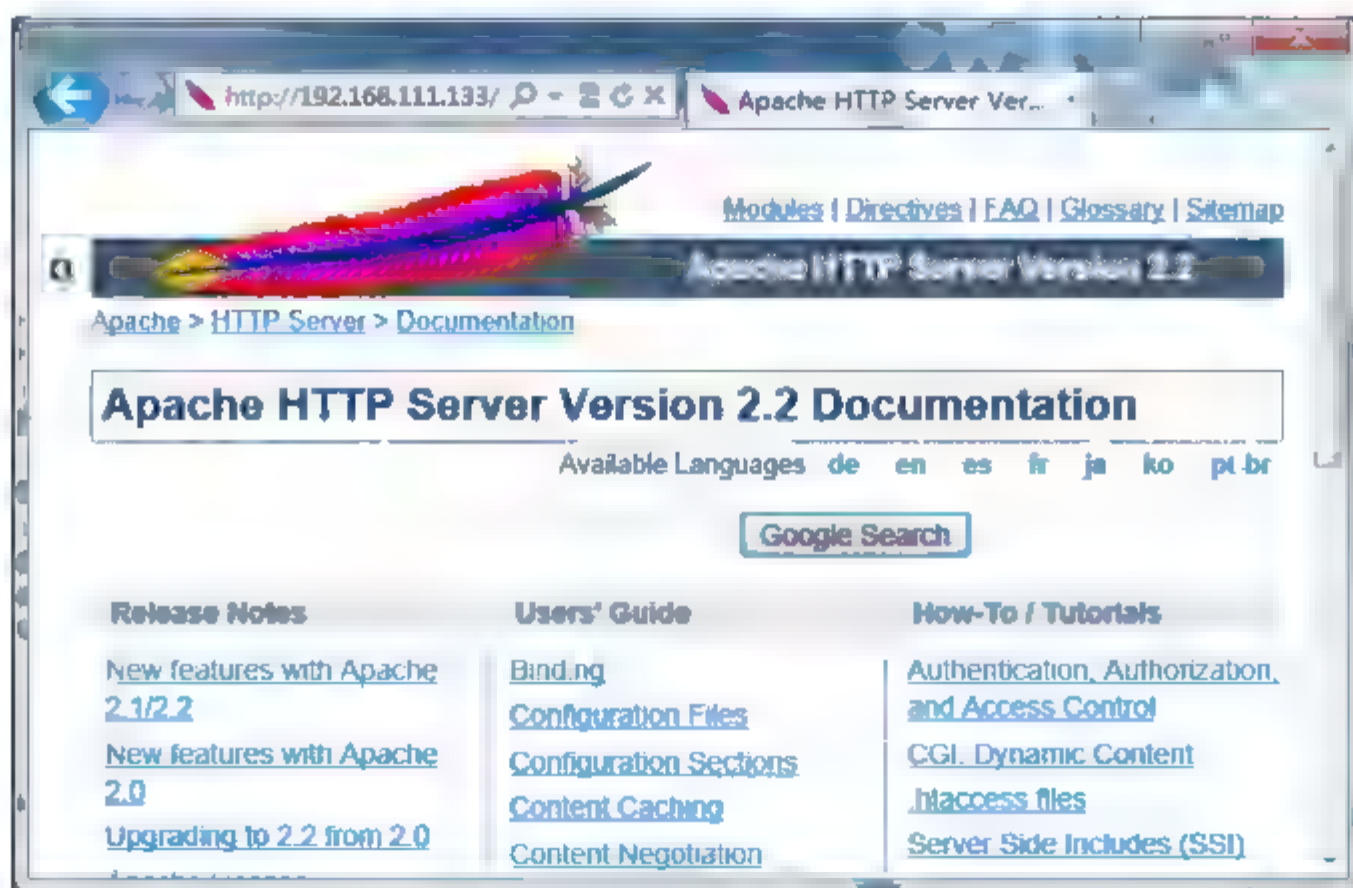 http://192.168.111.133/
Apache HTTP Server Ver...
Modules | Directives | FAQ | Glossary | Sitemap
Apache HTTP Server Version 2.2
Apache > HTTP Server > Documentation
Apache HTTP Server Version 2.2 Documentation
Available Languages de en es fr ja ko pt-br
Google Search
Release Notes
New features with Apache
2.1/2.2
New features with Apache
2.0
Upgrading to 2.2 from 2.0
Users' Guide
Binding
Configuration Files
Configuration Sections
Content Caching
Content Negotiation
How-To / Tutorials
Authentication, Authorization,
and Access Control
CGI. Dynamic Content
.htaccess files
Server Side Includes (SSI)